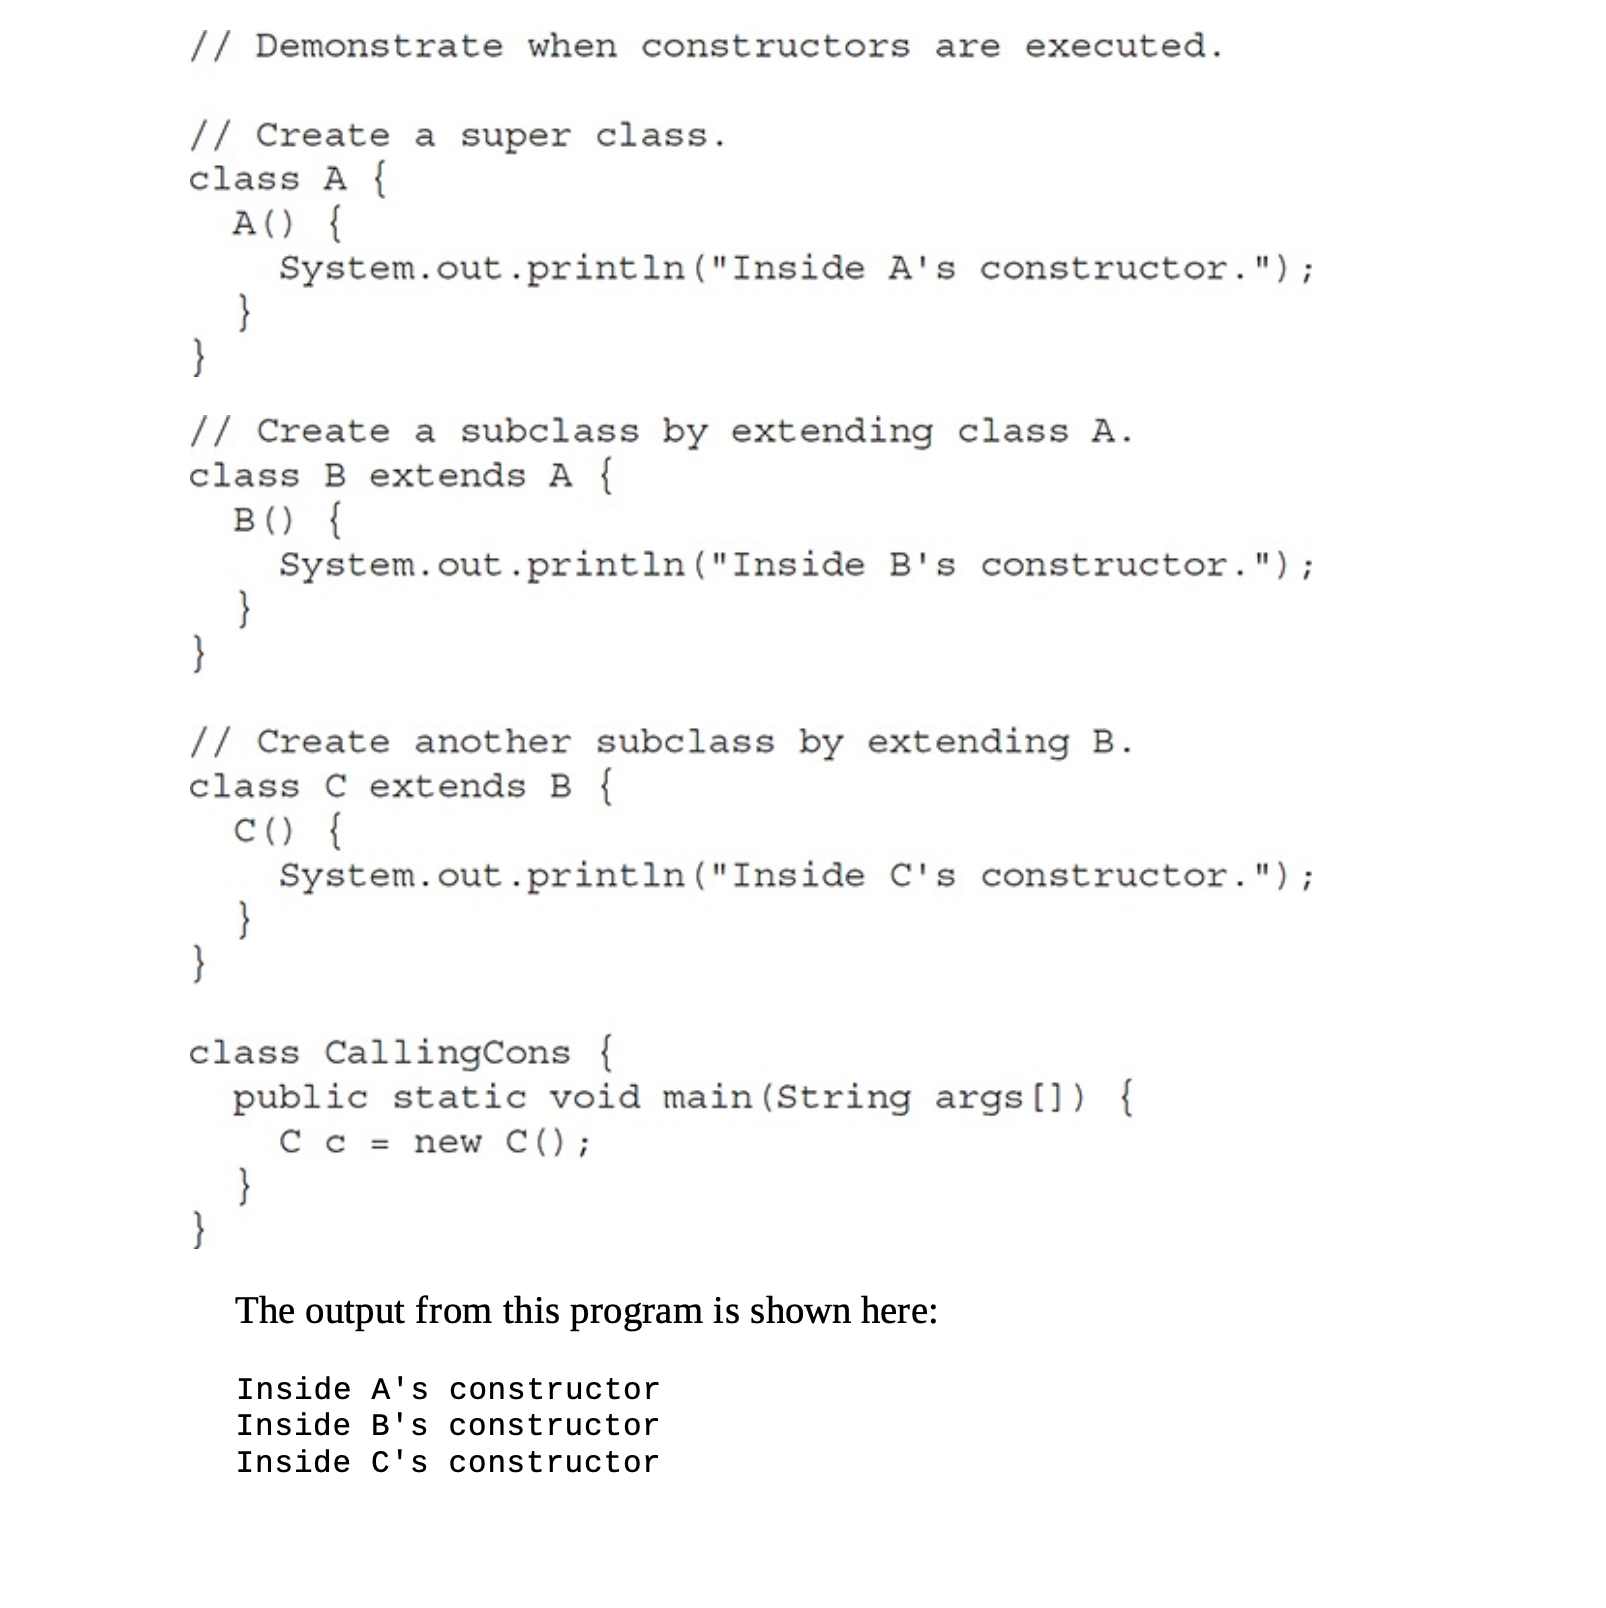 // Demonstrate when constructors are executed.

// Create a super class.
class A {
  A() {
    System.out.println("Inside A's constructor.");
  }
}

// Create a subclass by extending class A.
class B extends A {
  B() {
    System.out.println("Inside B's constructor.");
  }
}

// Create another subclass by extending B.
class C extends B {
  C() {
    System.out.println("Inside C's constructor.");
  }
}

class CallingCons {
  public static void main(String args[]) {
    C c = new C();
  }
}

The output from this program is shown here:

Inside A's constructor
Inside B's constructor
Inside C's constructor